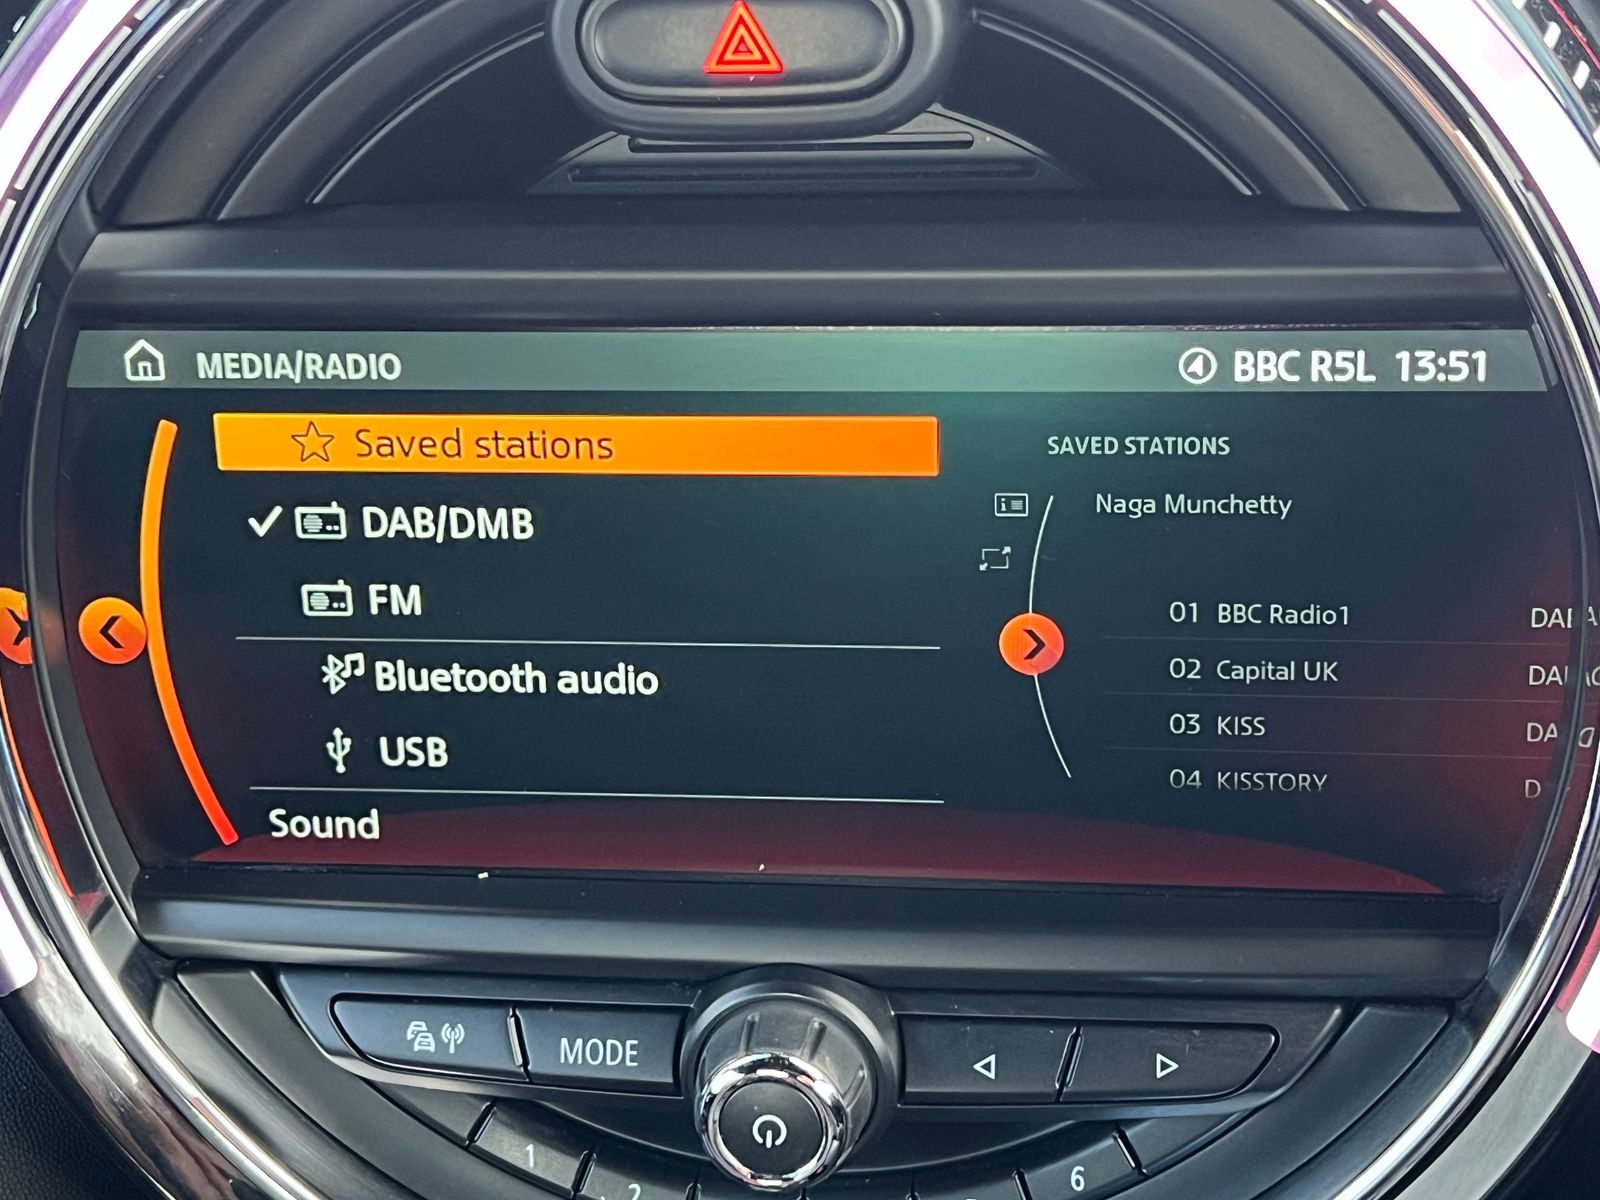 MEDIA/RADIO
BBC R5L 13:51
Saved stations
DAB/DMB
FM
Bluetooth audio
USB
Sound
SAVED STATIONS
Naga Munchetty
01 BBC Radio1
02 Capital UK
03 KISS
04 KISSTORY
MODE
1
2
6